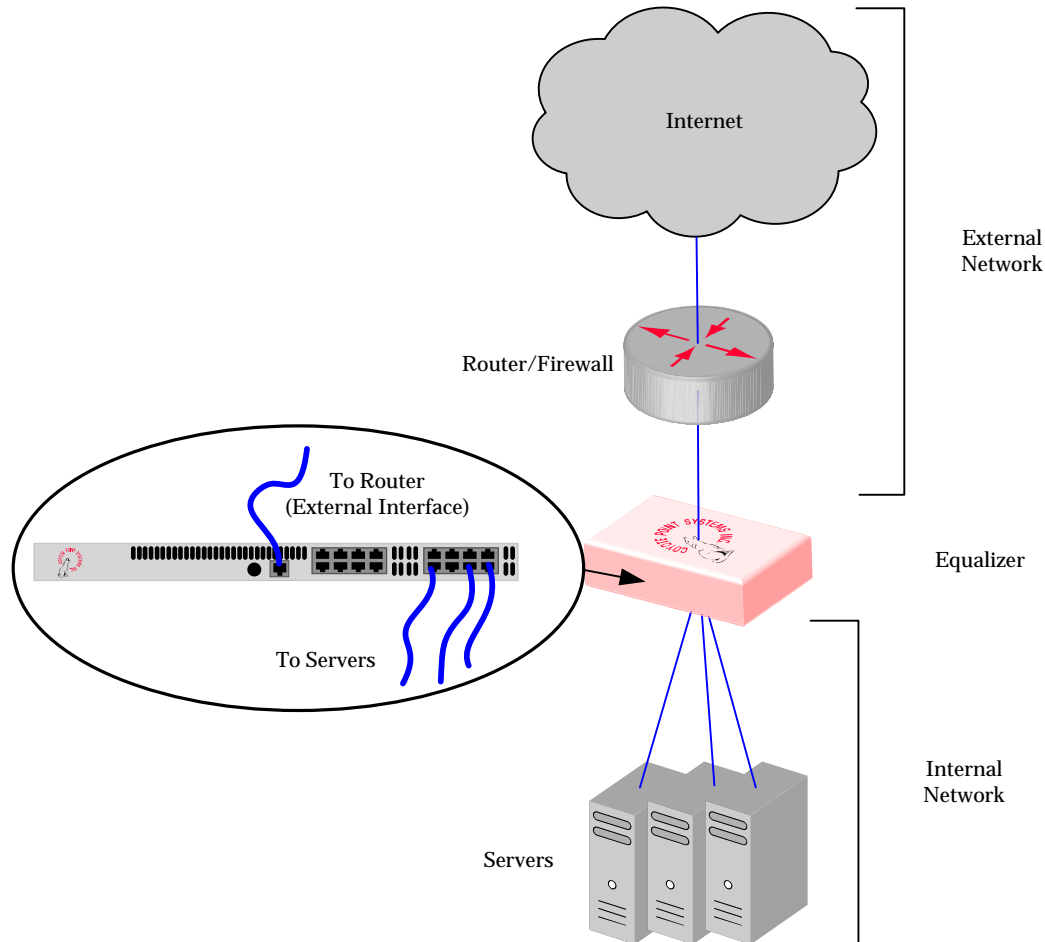 Internet
External
Network
Router/Firewall
To Router
(External Interface)
COYOTE POINT SYSTEMS INC.
Equalizer
To Servers
Internal
Network
Servers